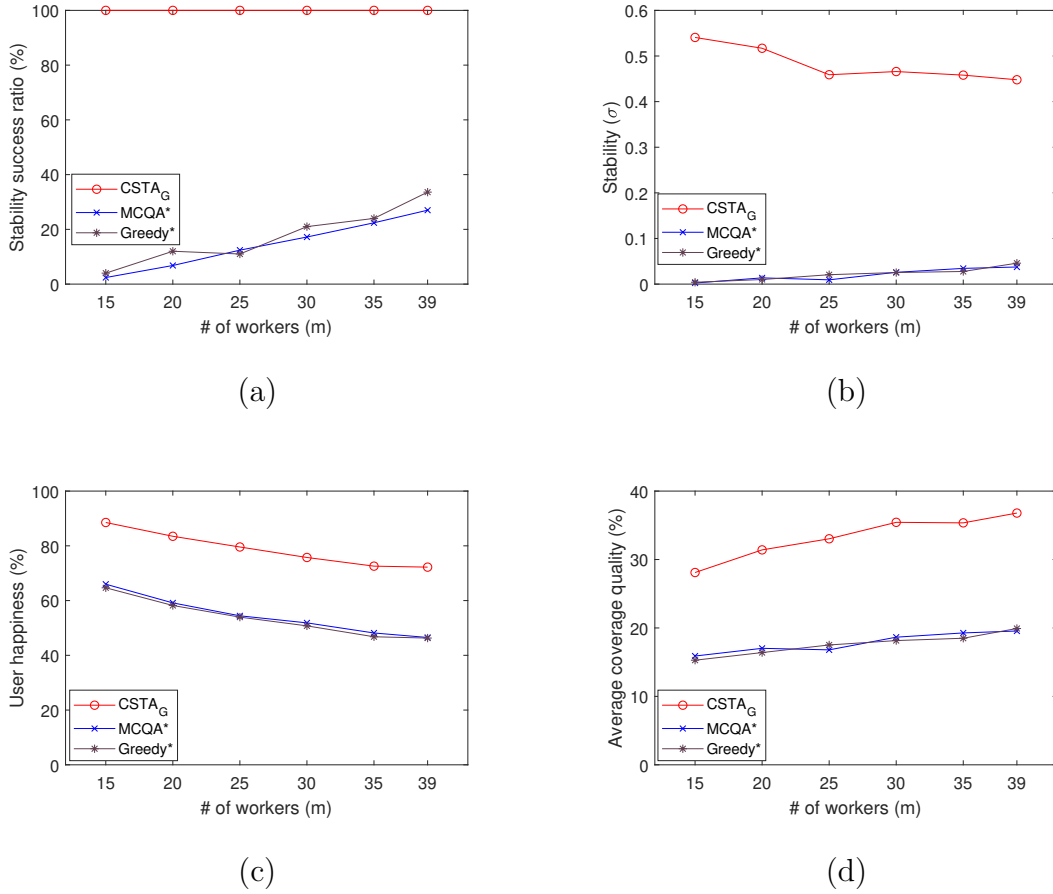 100
80
60
40
20
0
Stability success ratio (%)
CSTA_G
MCQA*
Greedy*
15 20 25 30 35 39
# of workers (m)
(a)
0.6
0.5
0.4
0.3
0.2
0.1
0
Stability (σ)
CSTA_G
MCQA*
Greedy*
15 20 25 30 35 39
# of workers (m)
(b)
100
80
60
40
20
0
User happiness (%)
CSTA_G
MCQA*
Greedy*
15 20 25 30 35 39
# of workers (m)
(c)
40
30
20
10
0
Average coverage quality (%)
CSTA_G
MCQA*
Greedy*
15 20 25 30 35 39
# of workers (m)
(d)